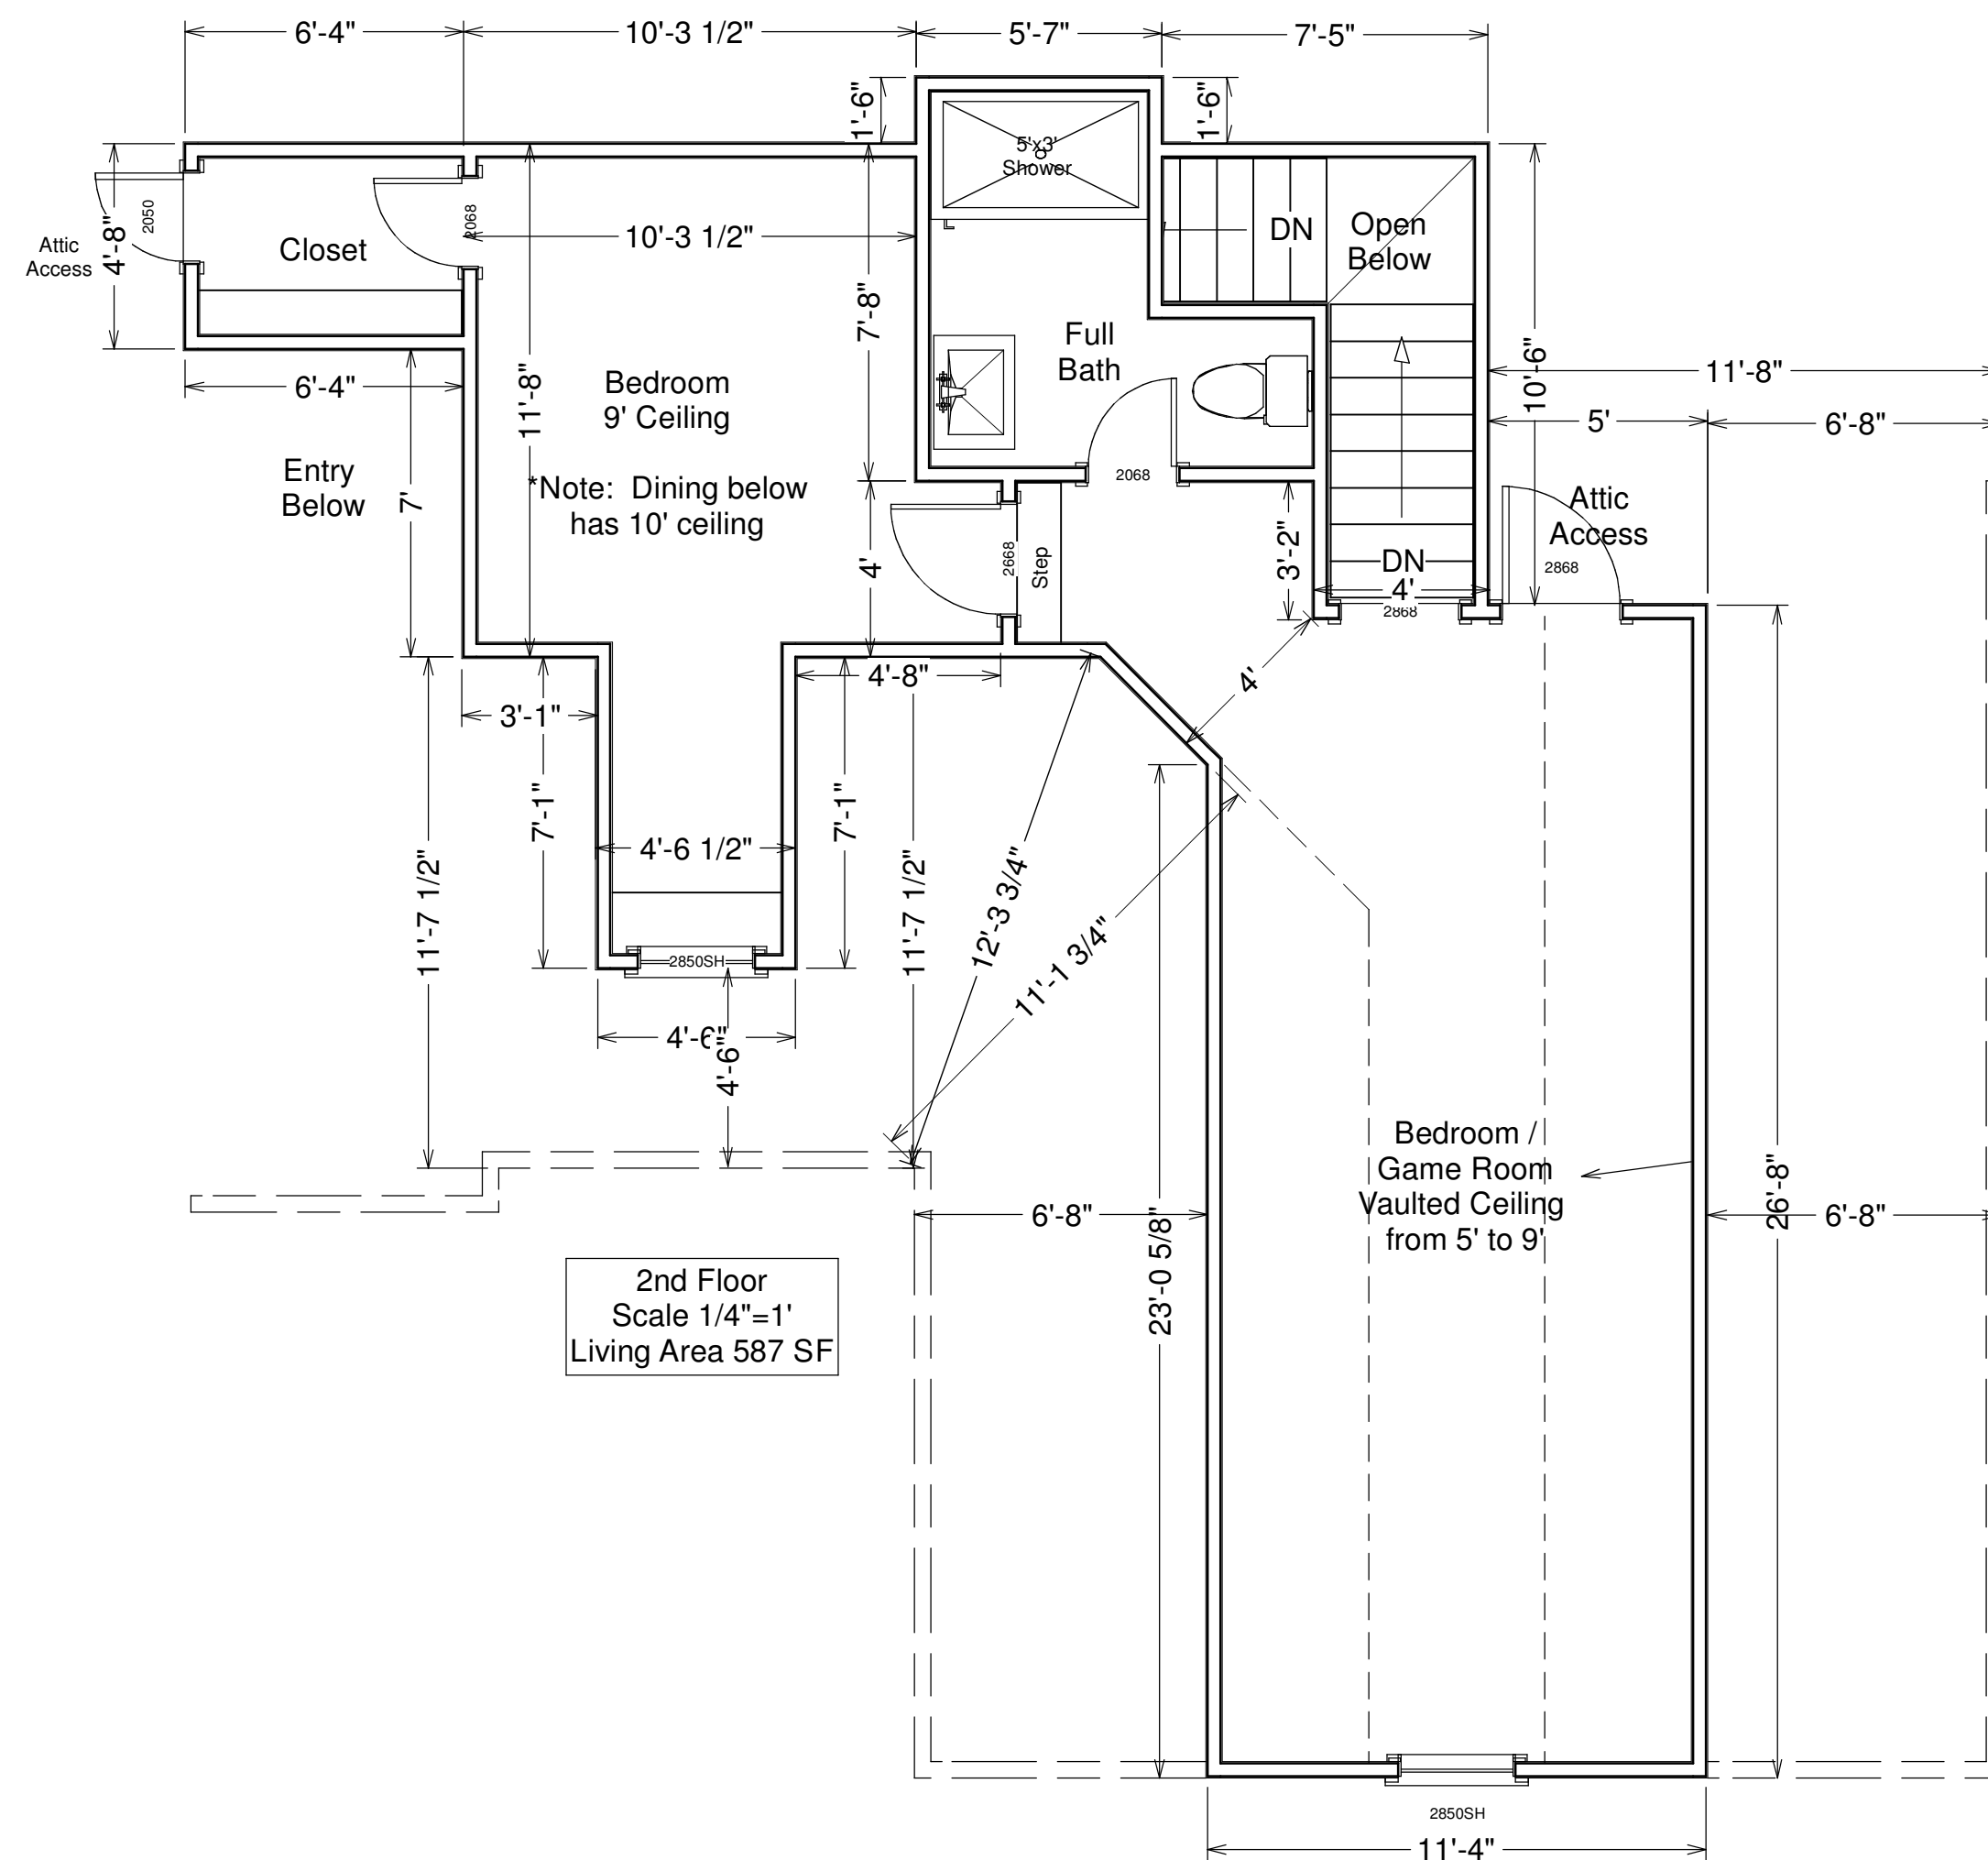 6'-4"
10'-3 1/2"
5'-7"
7'-5"
1'-6"
1'-6"
5'x3'
Shower
2050
2068
4'-8"
Attic
Access
Closet
10'-3 1/2"
DN
Open
Below
7'-8"
Full
Bath
10'-6"
11'-8"
6'-4"
11'-8"
Bedroom
9' Ceiling
5'
6'-8"
Entry
Below
7'
*Note:  Dining below
has 10' ceiling
2068
Attic
Access
2868
4'
2668
Step
3'-2"
DN
4'
2868
4'-8"
4'
3'-1"
7'-1"
7'-1"
4'-6 1/2"
11'-7 1/2"
11'-7 1/2"
12'-3 3/4"
11'-1 3/4"
2850SH
4'-6"
4'-6"
Bedroom /
Game Room
Vaulted Ceiling
from 5' to 9'
6'-8"
23'-0 5/8"
26'-8"
6'-8"
2nd Floor
Scale 1/4"=1'
Living Area 587 SF
2850SH
11'-4"